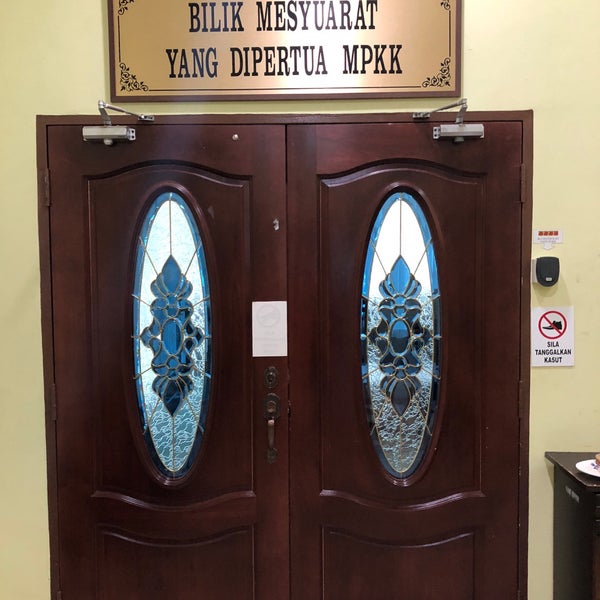 BILIK MESYUARAT
YANG DIPERTUA MPKK
SILA
TANGGALKAN
KASUT